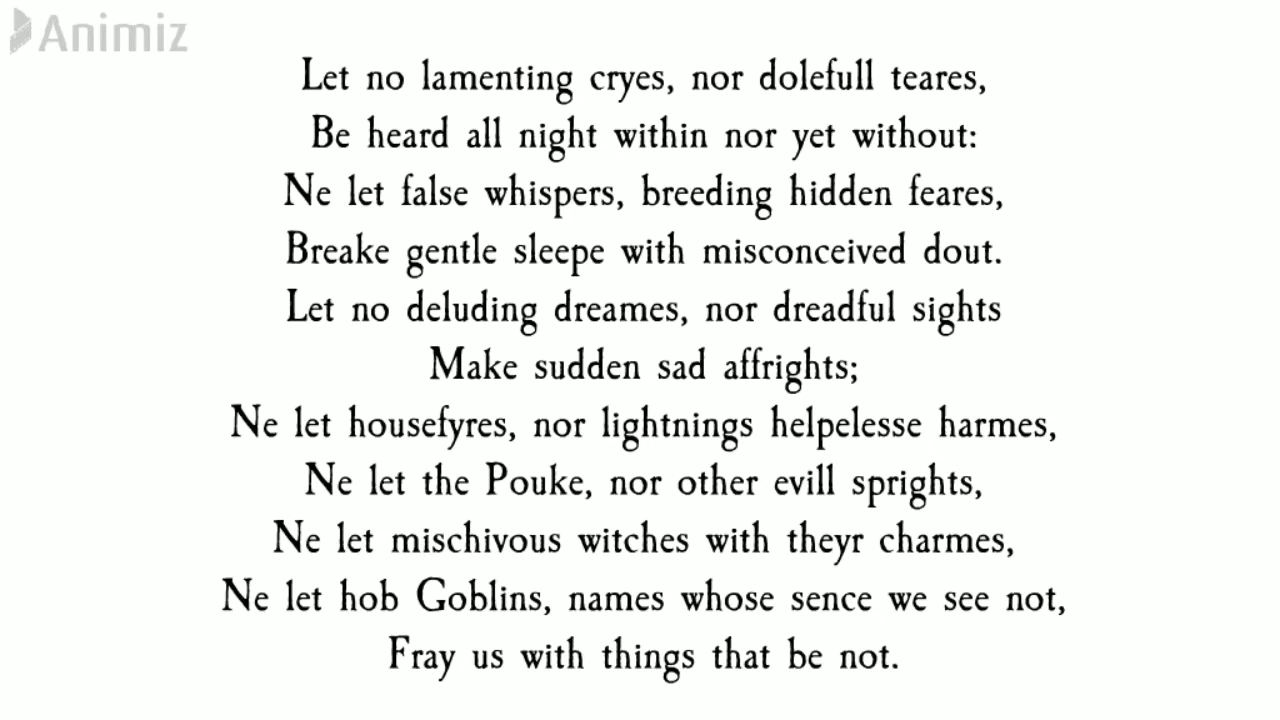 Animiz
Let no lamenting cryes, nor dolefull teares,
Be heard all night within nor yet without:
Ne let false whispers, breeding hidden feares,
Breake gentle sleepe with misconceived dout.
Let no deluding dreames, nor dreadful sights
Make sudden sad affrights;
Ne let housefyres, nor lightnings helpelesse harmes,
Ne let the Pouke, nor other evill sprights,
Ne let mischivous witches with theyr charmes,
Ne let hob Goblins, names whose sence we see not,
Fray us with things that be not.